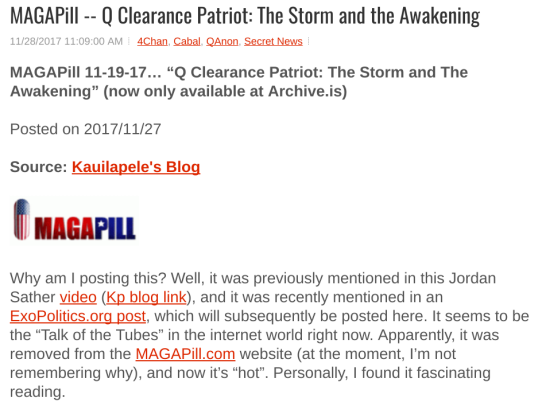 MAGAPill -- Q Clearance Patriot: The Storm and the Awakening
11/28/2017 11:09:00 AM | 4Chan, Cabal, QAnon, Secret News |
MAGAPill 11-19-17… “Q Clearance Patriot: The Storm and The
Awakening” (now only available at Archive.is)
Posted on 2017/11/27
Source: Kauilapele's Blog
MAGAPILL
Why am I posting this? Well, it was previously mentioned in this Jordan
Sather video (Kp blog link), and it was recently mentioned in an
ExoPolitics.org post, which will subsequently be posted here. It seems to be
the “Talk of the Tubes” in the internet world right now. Apparently, it was
removed from the MAGAPill.com website (at the moment, I’m not
remembering why), and now it’s “hot”. Personally, I found it fascinating
reading.